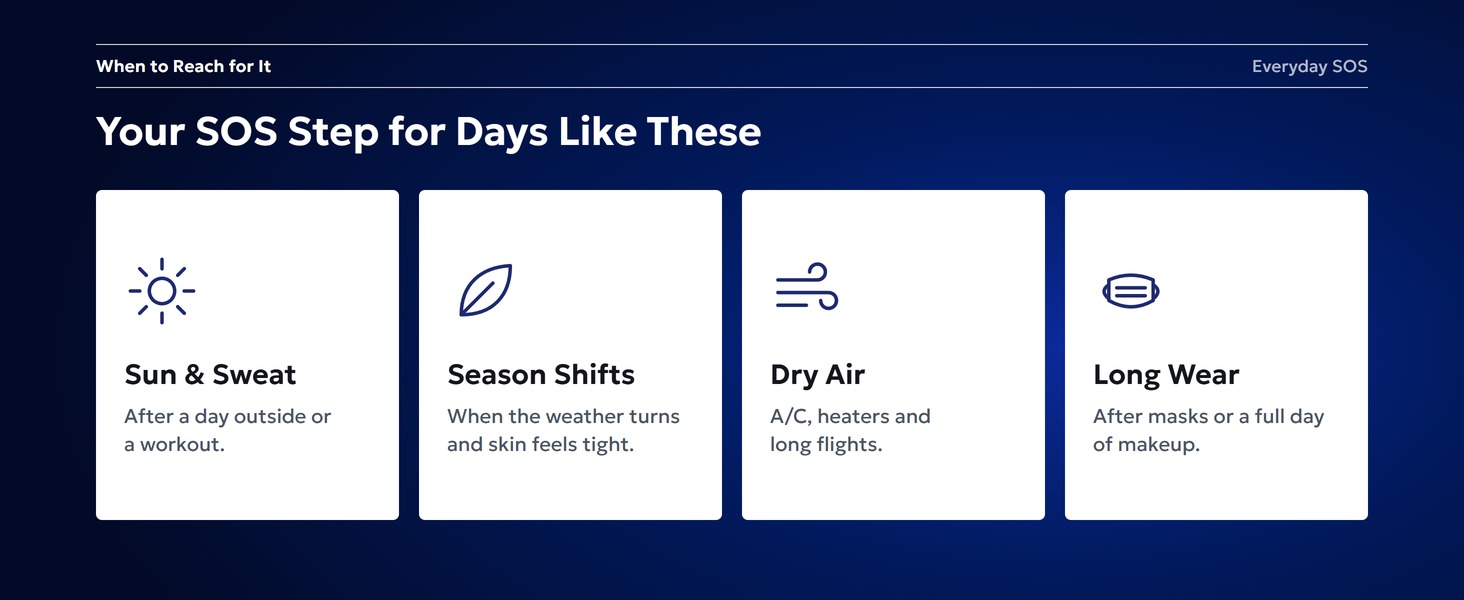 When to Reach for It
Everyday SOS
Your SOS Step for Days Like These
Sun & Sweat
After a day outside or
a workout.
Season Shifts
When the weather turns
and skin feels tight.
Dry Air
A/C, heaters and
long flights.
Long Wear
After masks or a full day
of makeup.